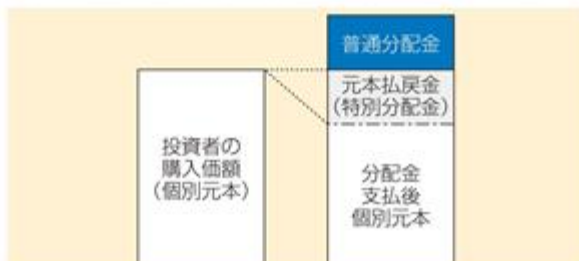 普通分配金
元本払戻金
(特別分配金)
投資者の
購入価額
(個別元本)
分配金
支払後
個別元本